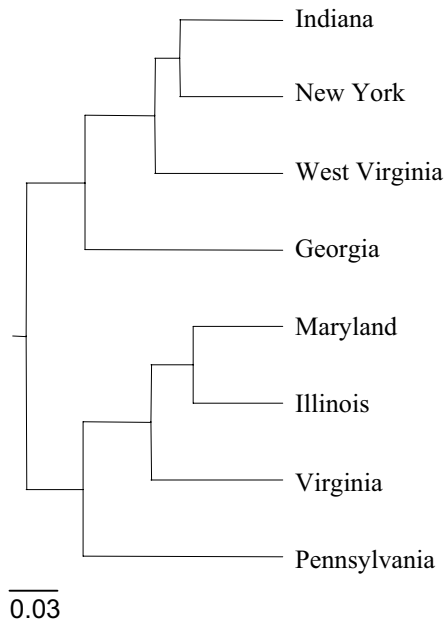 Indiana
New York
West Virginia
Georgia
Maryland
Illinois
Virginia
Pennsylvania
0.03